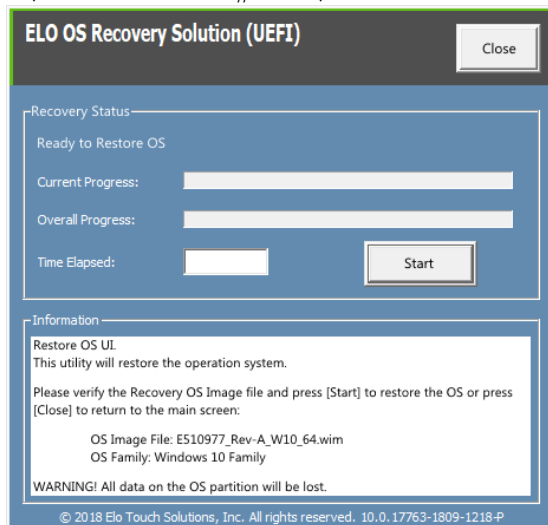 ELO OS Recovery Solution (UEFI)
Close
Recovery Status
Ready to Restore OS
Current Progress:
Overall Progress:
Time Elapsed:
Start
Information
Restore OS UI.
This utility will restore the operation system.
Please verify the Recovery OS Image file and press [Start] to restore the OS or press
[Close] to return to the main screen:
OS Image File: E510977_Rev-A_W10_64.wim
OS Family: Windows 10 Family
WARNING! All data on the OS partition will be lost.
© 2018 Elo Touch Solutions, Inc. All rights reserved. 10.0.17763-1809-1218-P